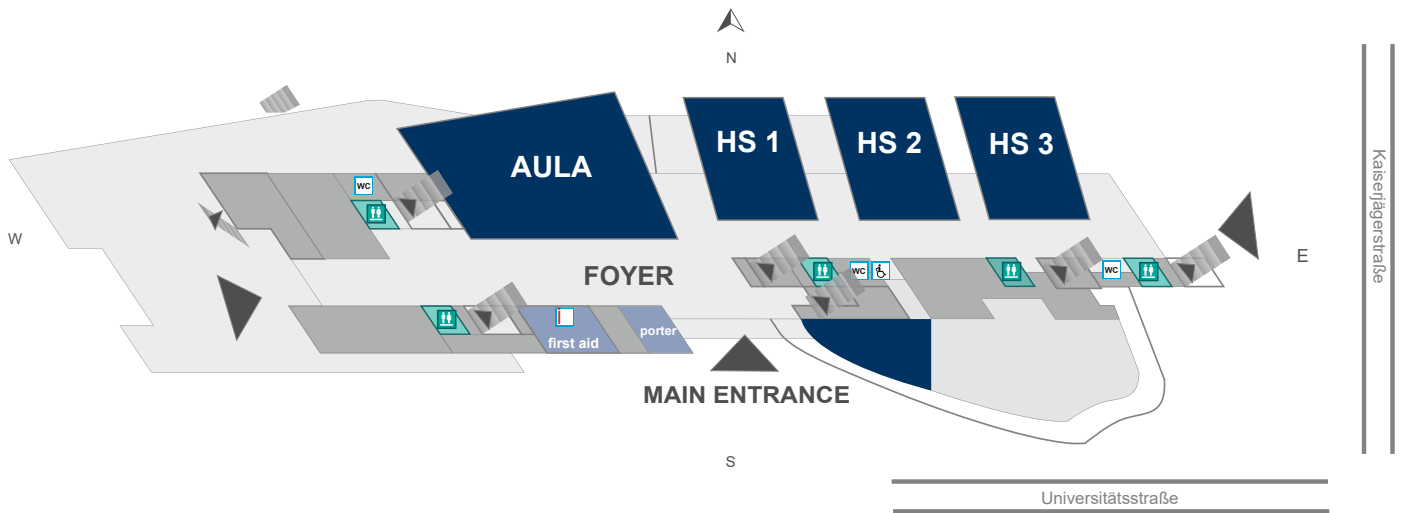 N
AULA
HS 1
HS 2
HS 3
Kaiserjägerstraße
WC
W
E
FOYER
WC
WC
first aid
porter
MAIN ENTRANCE
S
Universitätsstraße